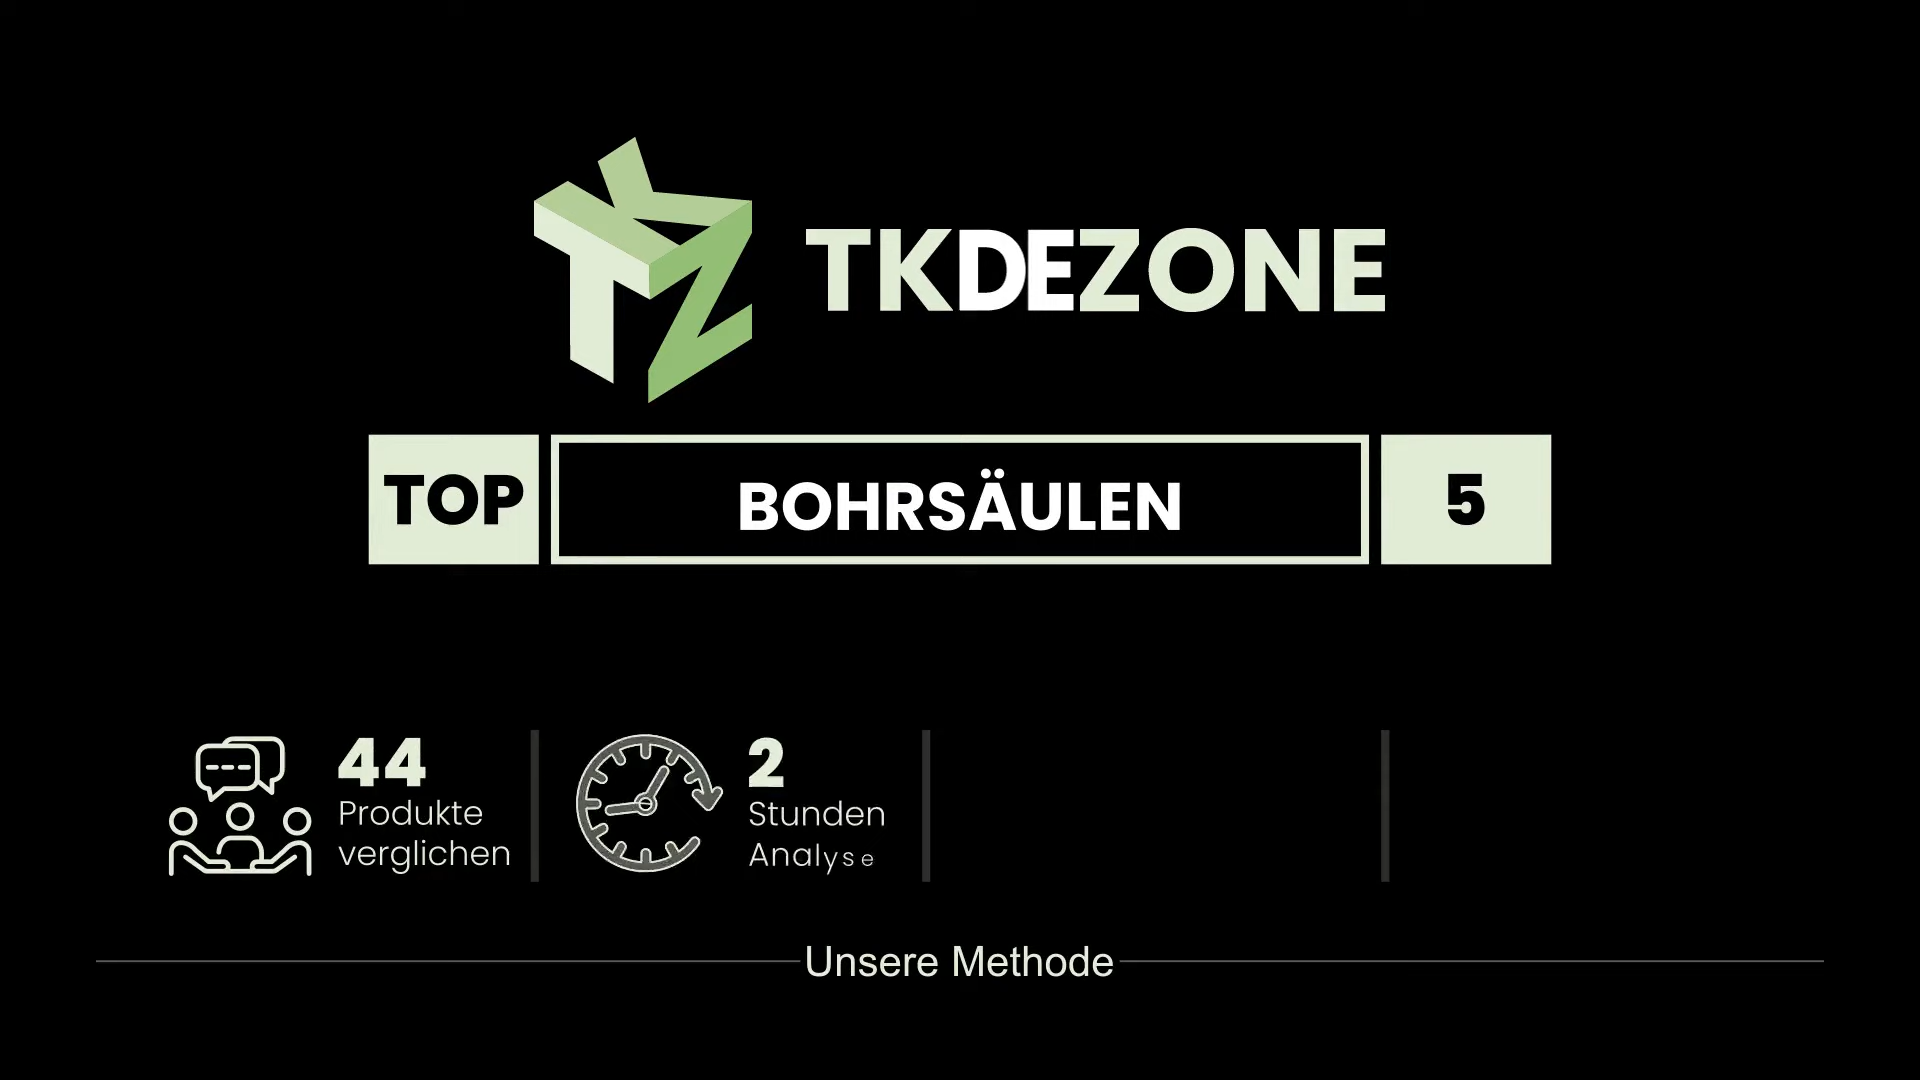 TKDEZONE
TOP BOHRSÄULEN 5
44
Produkte
verglichen
2
Stunden
Analyse
Unsere Methode